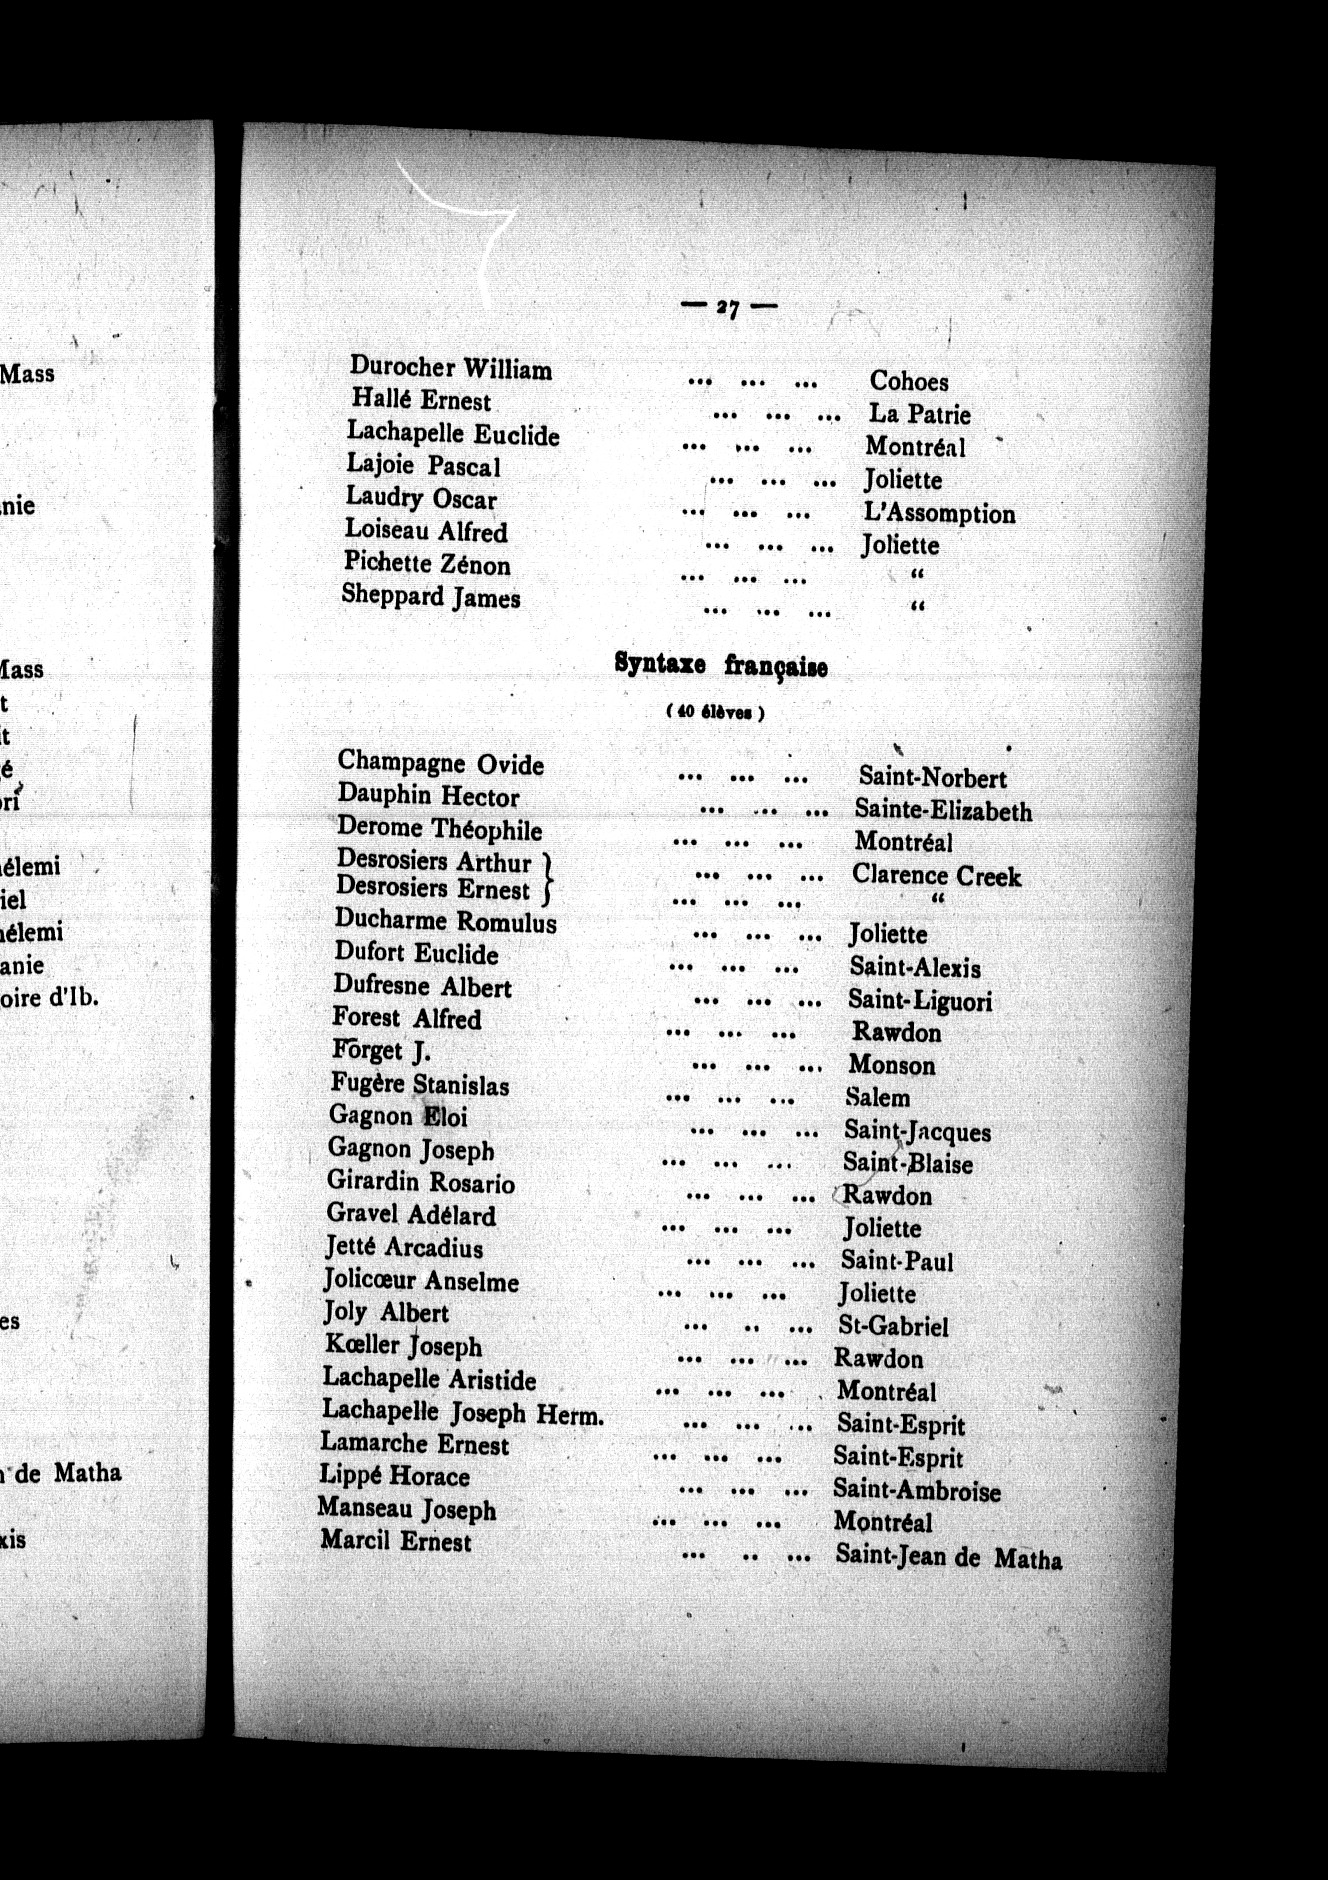 — 27 —
Durocher William ... ... ... Cohoes
Hallé Ernest ... ... ... La Patrie
Lachapelle Euclide ... ... ... Montréal
Lajoie Pascal ... ... ... Joliette
Laudry Oscar ... ... ... L'Assomption
Loiseau Alfred ... ... ... Joliette
Pichette Zénon ... ... ... “
Sheppard James ... ... ... “
Syntaxe française
( 40 élèves )
Champagne Ovide ... ... ... Saint-Norbert
Dauphin Hector ... ... ... Sainte-Elizabeth
Derome Théophile ... ... ... Montréal
Desrosiers Arthur } ... ... ... Clarence Creek
Desrosiers Ernest } ... ... ... “
Ducharme Romulus ... ... ... Joliette
Dufort Euclide ... ... ... Saint-Alexis
Dufresne Albert ... ... ... Saint-Liguori
Forest Alfred ... ... ... Rawdon
Forget J. ... ... ... Monson
Fugère Stanislas ... ... ... Salem
Gagnon Eloi ... ... ... Saint-Jacques
Gagnon Joseph ... ... ... Saint-Blaise
Girardin Rosario ... ... ... Rawdon
Gravel Adélard ... ... ... Joliette
Jetté Arcadius ... ... ... Saint-Paul
Jolicœur Anselme ... ... ... Joliette
Joly Albert ... .. ... St-Gabriel
Kœller Joseph ... ... ... Rawdon
Lachapelle Aristide ... ... ... Montréal
Lachapelle Joseph Herm. ... ... ... Saint-Esprit
Lamarche Ernest ... ... ... Saint-Esprit
Lippé Horace ... ... ... Saint-Ambroise
Manseau Joseph ... ... ... Montréal
Marcil Ernest ... .. ... Saint-Jean de Matha